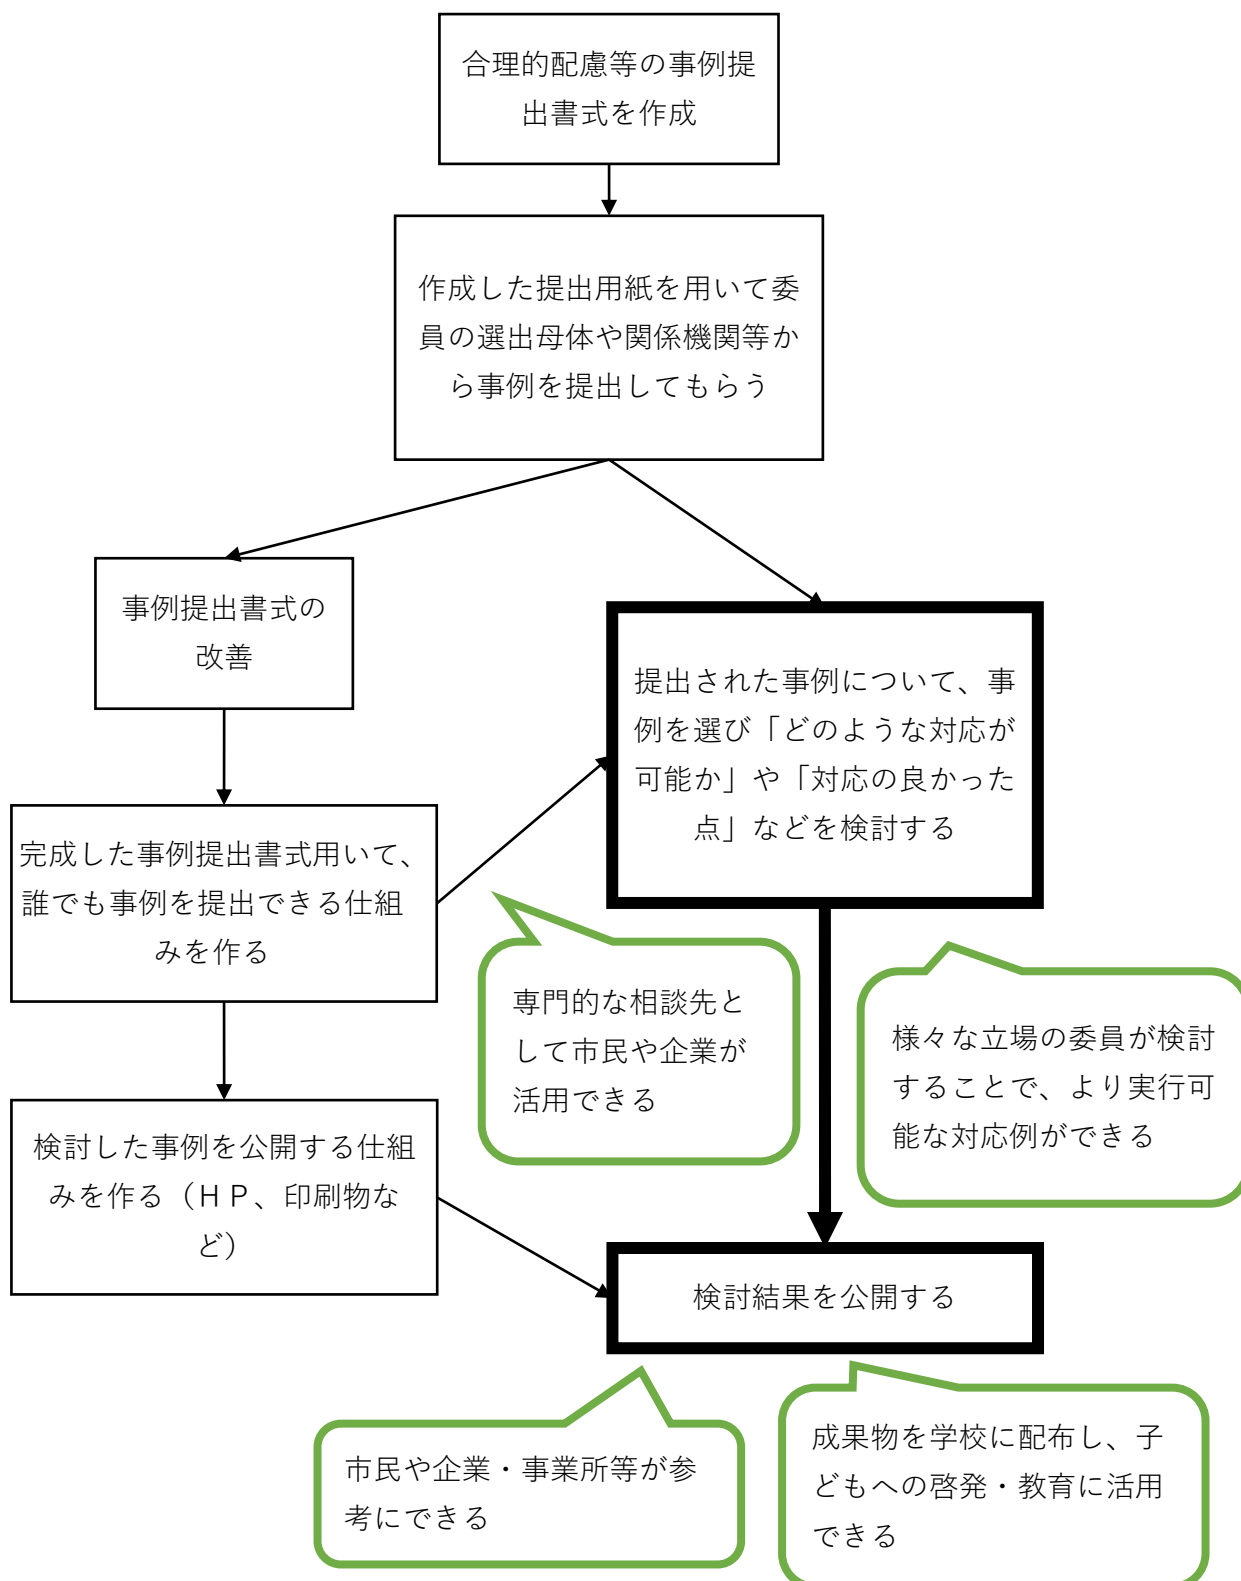 合理的配慮等の事例提
出書式を作成
作成した提出用紙を用いて委
員の選出母体や関係機関等か
ら事例を提出してもらう
事例提出書式の
改善
提出された事例について、事
例を選び「どのような対応が
可能か」や「対応の良かった
点」などを検討する
完成した事例提出書式用いて、
誰でも事例を提出できる仕組
みを作る
専門的な相談先と
して市民や企業が
活用できる
様々な立場の委員が検討
することで、より実行可
能な対応例ができる
検討した事例を公開する仕組
みを作る（ＨＰ、印刷物な
ど）
検討結果を公開する
市民や企業・事業所等が参
考にできる
成果物を学校に配布し、子
どもへの啓発・教育に活用
できる